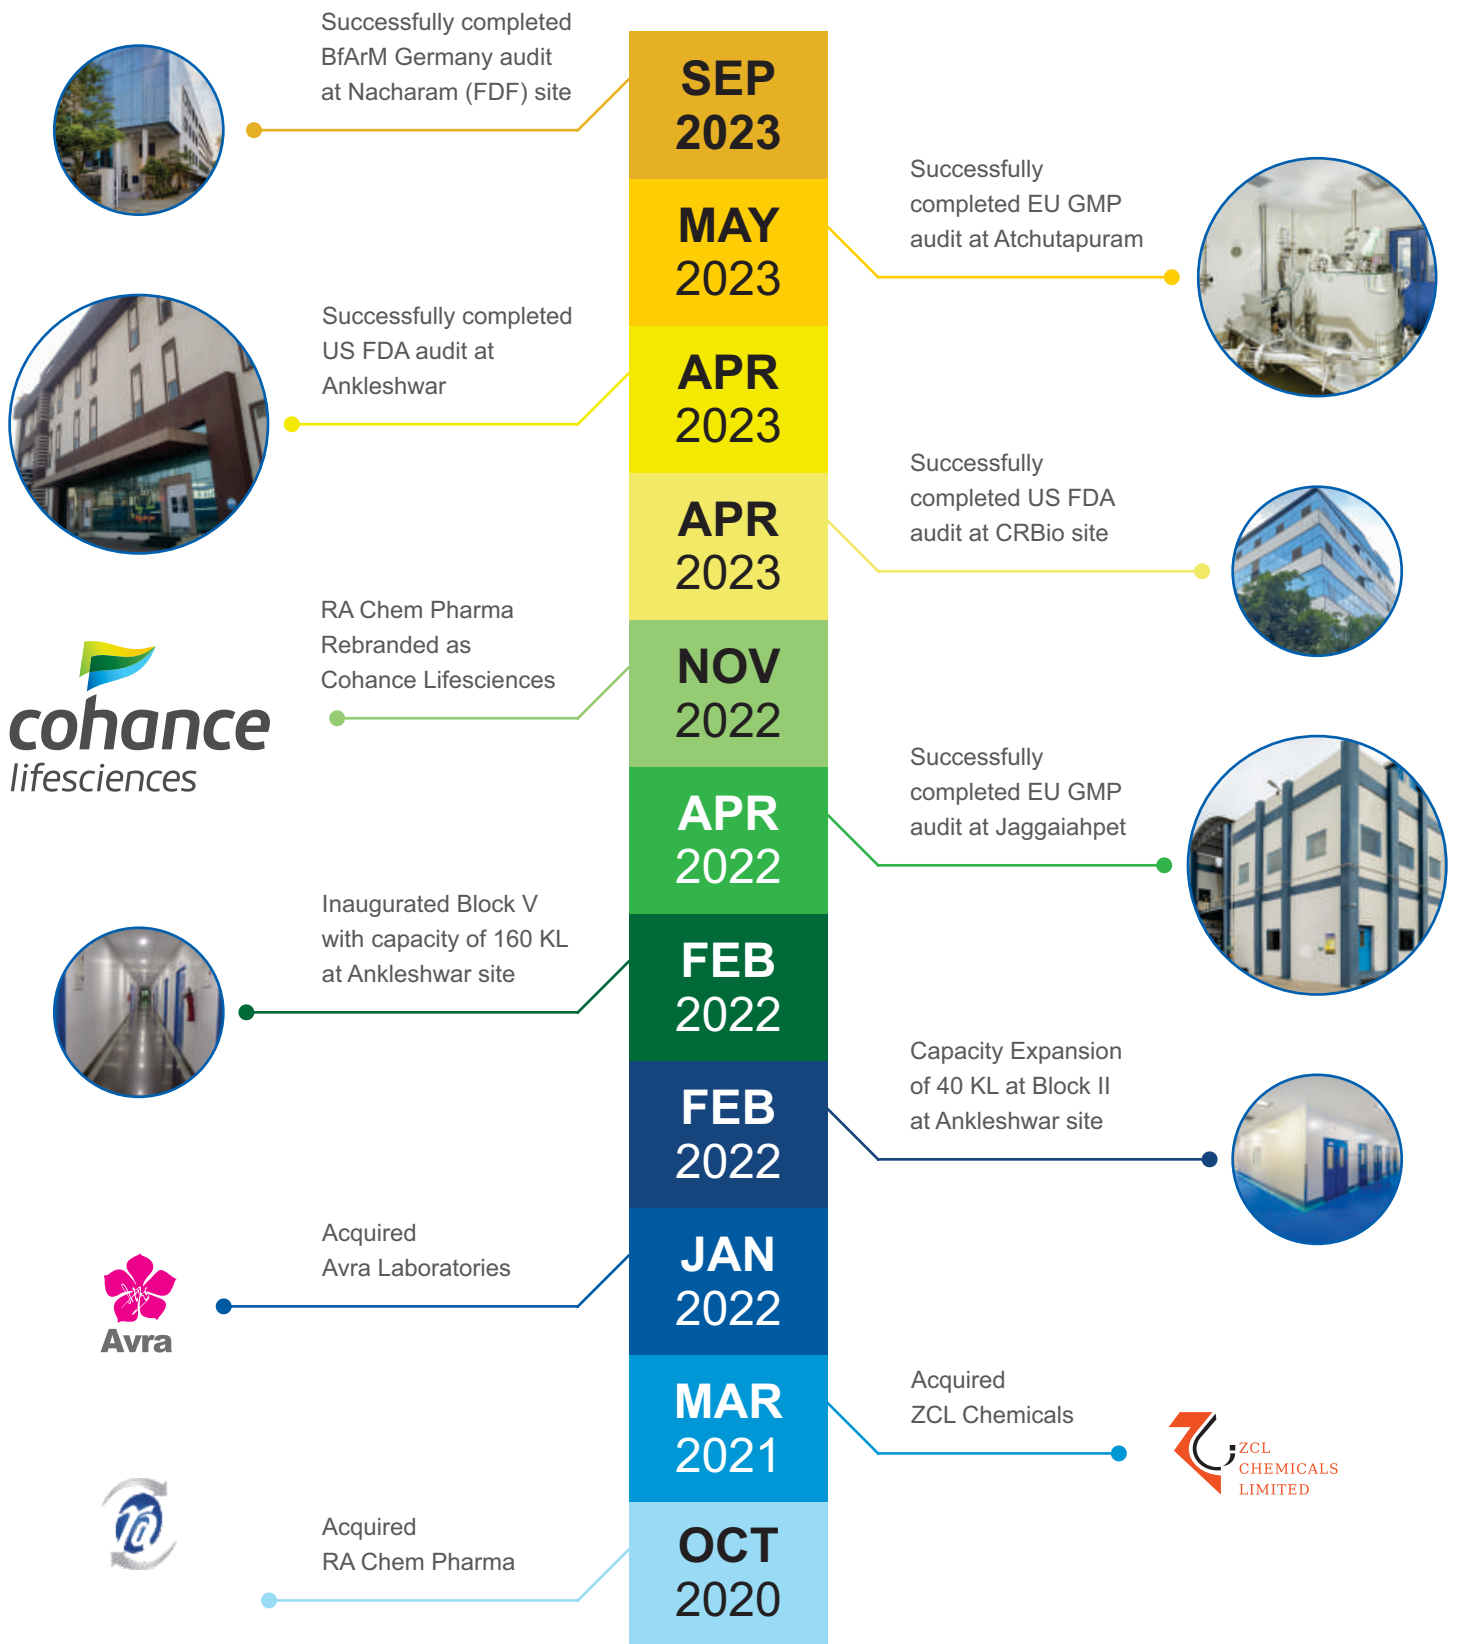 Successfully completed
BfArM Germany audit
at Nacharam (FDF) site
SEP
2023
Successfully
completed EU GMP
audit at Atchutapuram
MAY
2023
Successfully completed
US FDA audit at
Ankleshwar
APR
2023
Successfully
completed US FDA
audit at CRBio site
APR
2023
RA Chem Pharma
Rebranded as
Cohance Lifesciences
cohance
lifesciences
NOV
2022
Successfully
completed EU GMP
audit at Jaggaiahpet
APR
2022
Inaugurated Block V
with capacity of 160 KL
at Ankleshwar site
FEB
2022
Capacity Expansion
of 40 KL at Block II
at Ankleshwar site
FEB
2022
Acquired
Avra Laboratories
Avra
JAN
2022
Acquired
ZCL Chemicals
ZCL
CHEMICALS
LIMITED
MAR
2021
Acquired
RA Chem Pharma
ra
OCT
2020